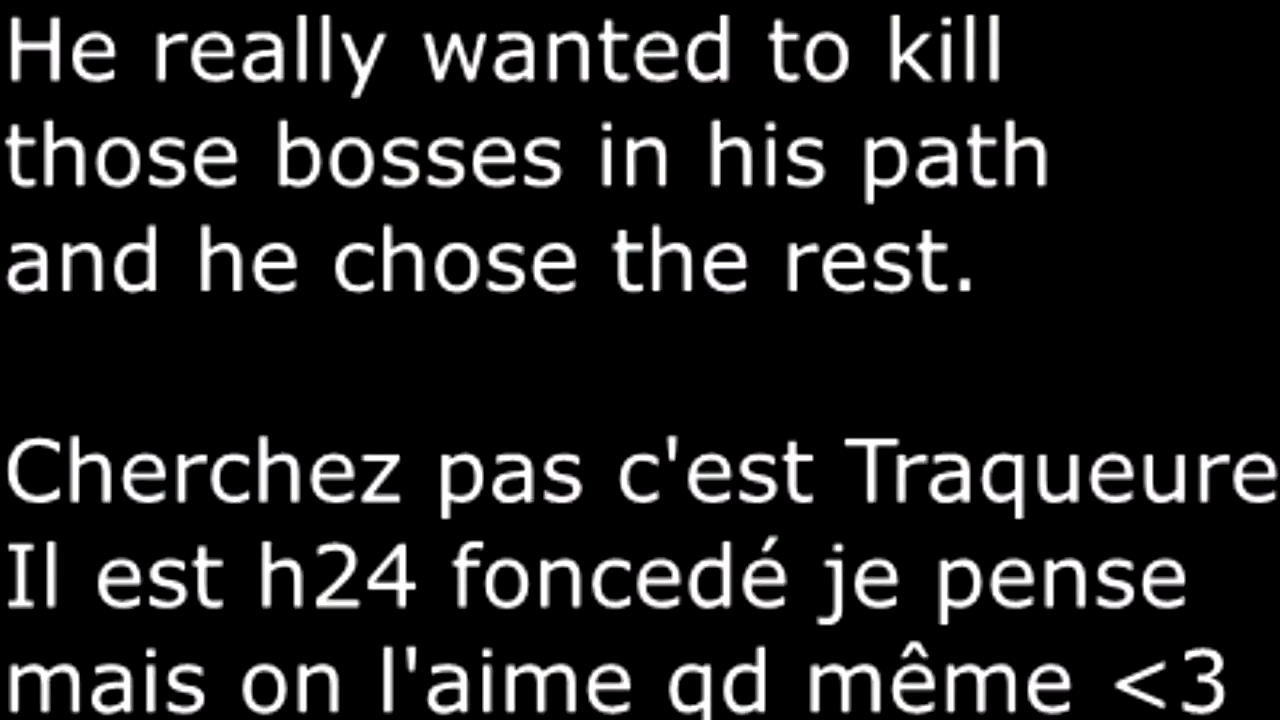 He really wanted to kill
those bosses in his path
and he chose the rest.
Cherchez pas c'est Traqueure
Il est h24 foncedé je pense
mais on l'aime qd même <3